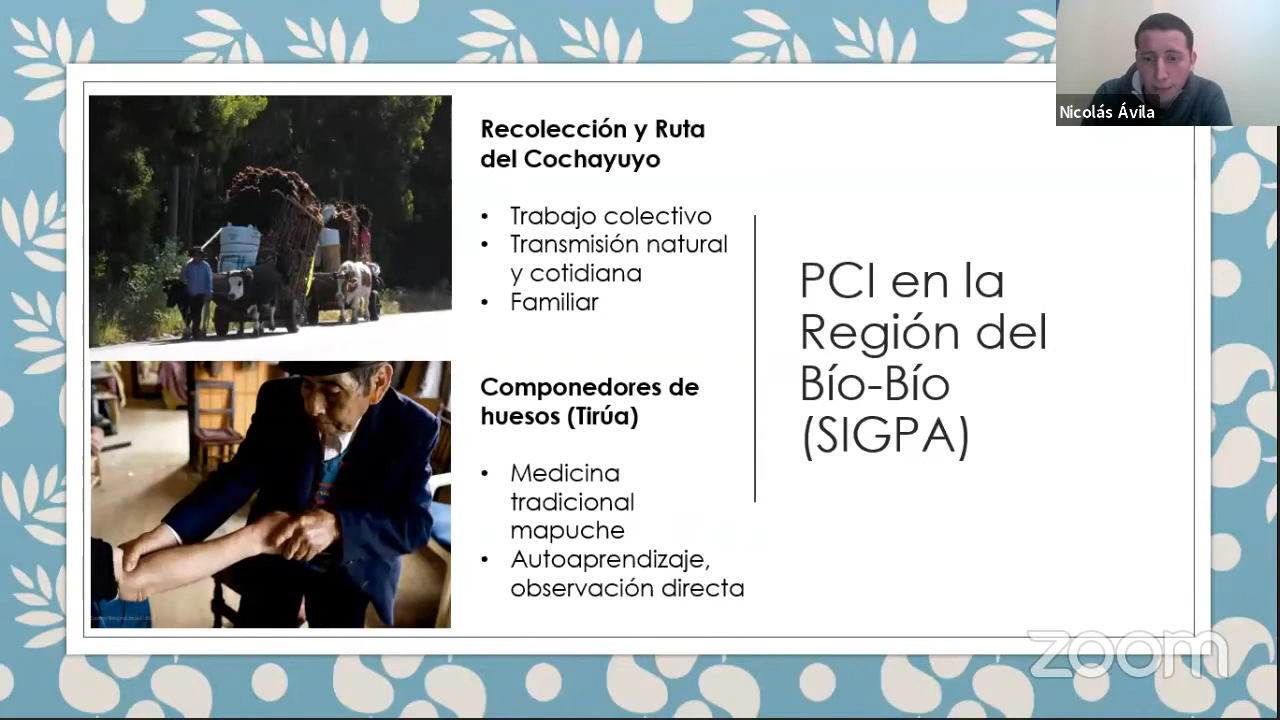 Nicolás Ávila
Recolección y Ruta
del Cochayuyo
• Trabajo colectivo
• Transmisión natural
y cotidiana
• Familiar
Componedores de
huesos (Tirúa)
• Medicina
tradicional
mapuche
• Autoaprendizaje,
observación directa
PCI en la
Región del
Bío-Bío
(SIGPA)
zoom